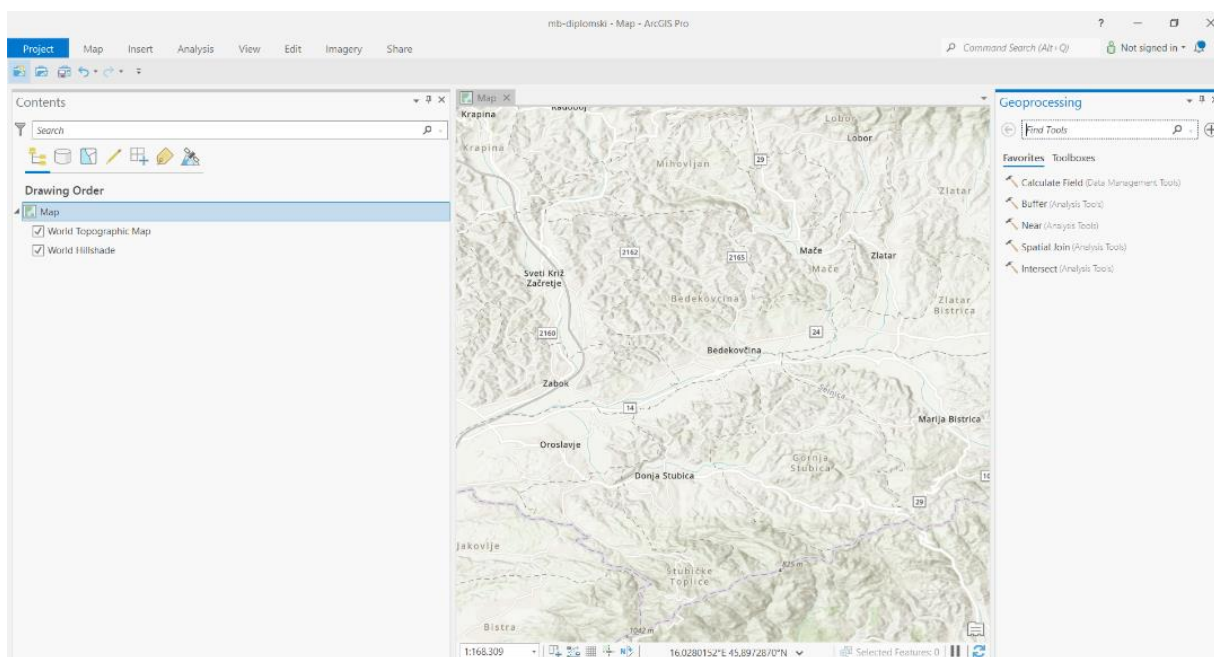 mb-diplomski - Map - ArcGIS Pro
?
Project Map Insert Analysis View Edit Imagery Share
Command Search (Alt+Q)
Not signed in
Contents
Search
Drawing Order
Map
World Topographic Map
World Hillshade
Map
Krapina
Radoboj
Lobor
Lobor
Krapina
Mihovljan
29
Zlatar
2162
2165
Mače
Zlatar
Sveti Križ
Začretje
Mače
Bedekovčina
Zlatar
Bistrica
2160
24
Bedekovčina
Zabok
14
Marija Bistrica
Oroslavje
Gornja
Stubica
Donja Stubica
29
Jakovlje
825 m
Stubičke
Toplice
Bistra
1042 m
1:168.309
16,0280152°E 45,8972870°N
Selected Features: 0
Geoprocessing
Find Tools
Favorites Toolboxes
Calculate Field (Data Management Tools)
Buffer (Analysis Tools)
Near (Analysis Tools)
Spatial Join (Analysis Tools)
Intersect (Analysis Tools)